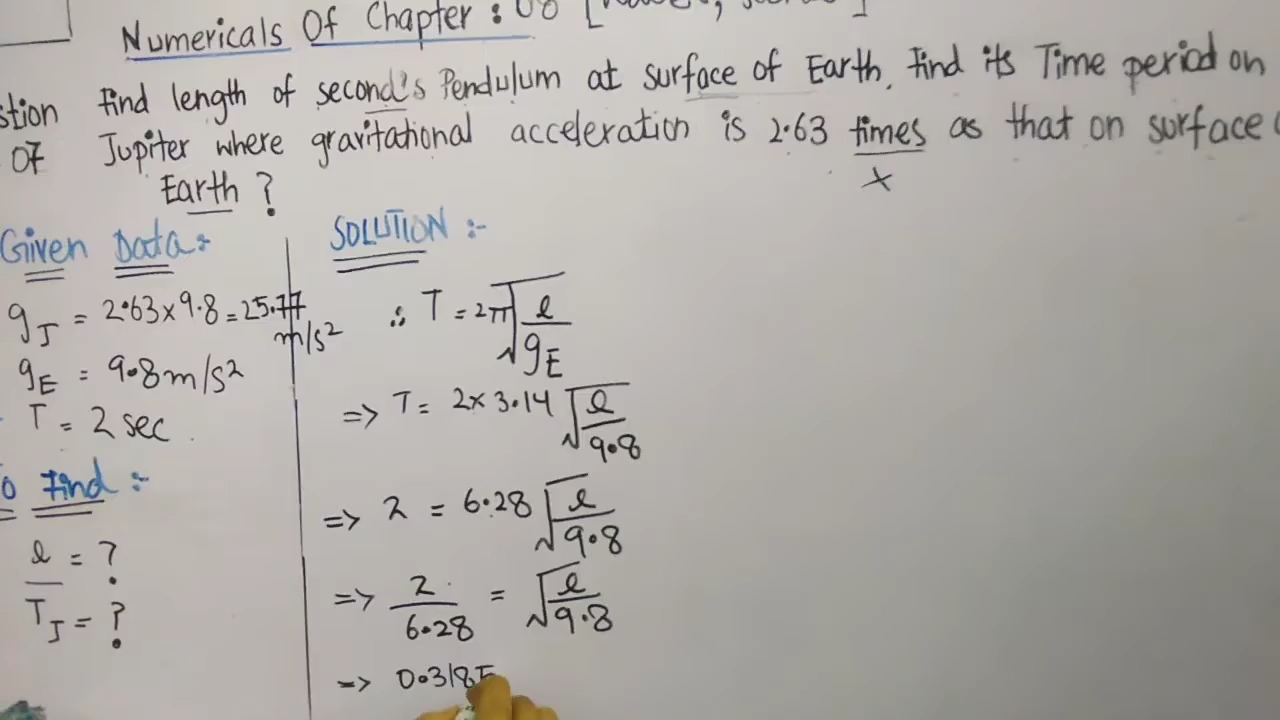 Numericals Of Chapter : 08 [
find length of second's Pendulum at surface of Earth. find its Time period on
stion
07 Jupiter where gravitational acceleration is 2.63 times as that on surface
×
Earth ?
Given Data :-
SOLUTION :-
gJ = 2.63 × 9.8 = 25.77
m/s²
gE = 9.8 m/s²
T = 2 sec
o find :-
l = ?
TJ = ?
∴ T = 2π√(l/gE)
=> T = 2 × 3.14 √(l/9.8)
=> 2 = 6.28 √(l/9.8)
=> 2/6.28 = √(l/9.8)
=> 0.318